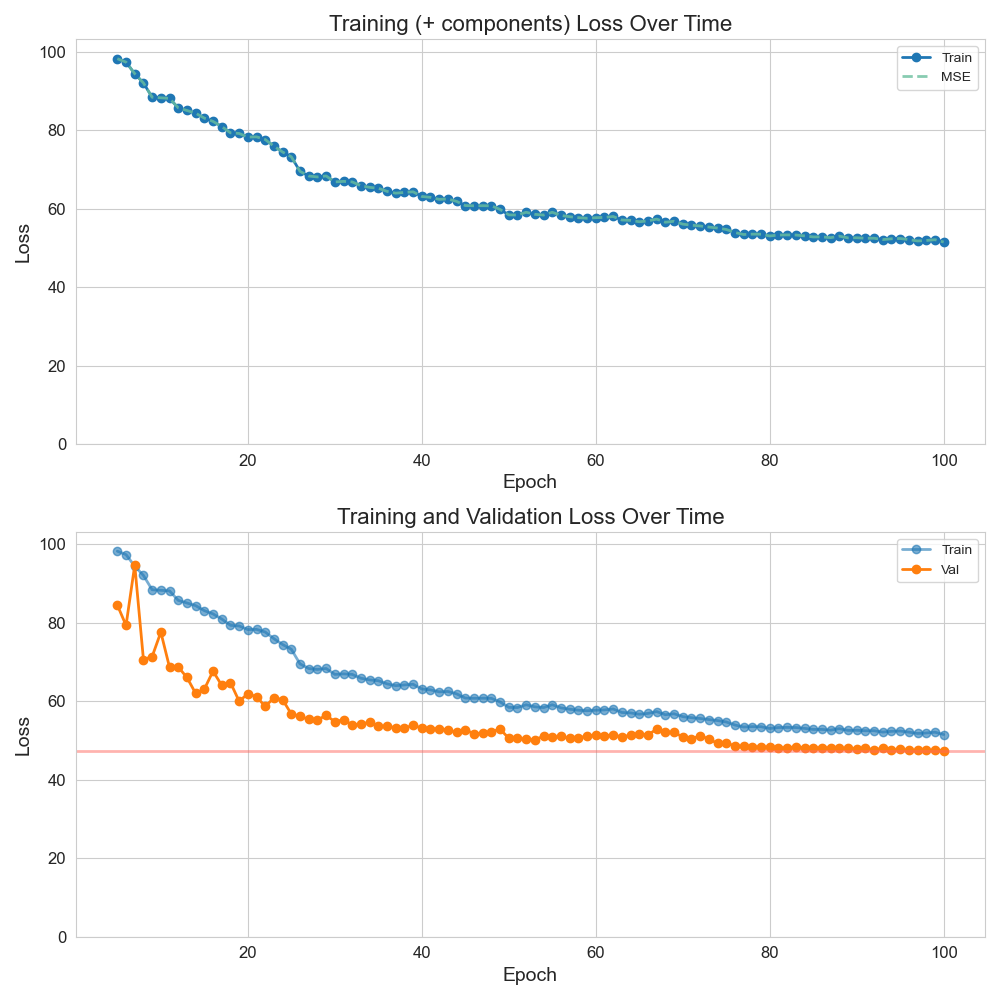 Training (+ components) Loss Over Time
100
80
60
40
20
0
Loss
Train
MSE
20 40 60 80 100
Epoch
Training and Validation Loss Over Time
100
80
60
40
20
0
Loss
Train
Val
20 40 60 80 100
Epoch